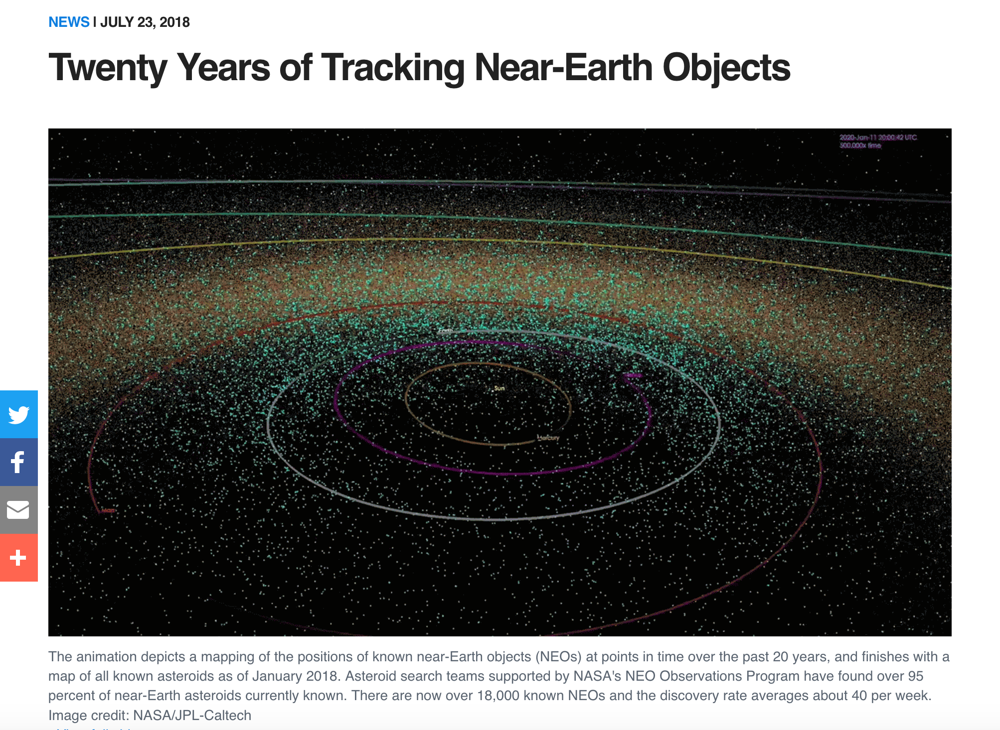 NEWS | JULY 23, 2018
Twenty Years of Tracking Near-Earth Objects
2020-Jan-11 20:00:42 UTC
500,000x time
Earth
Sun
Mercury
Mars
The animation depicts a mapping of the positions of known near-Earth objects (NEOs) at points in time over the past 20 years, and finishes with a
map of all known asteroids as of January 2018. Asteroid search teams supported by NASA's NEO Observations Program have found over 95
percent of near-Earth asteroids currently known. There are now over 18,000 known NEOs and the discovery rate averages about 40 per week.
Image credit: NASA/JPL-Caltech